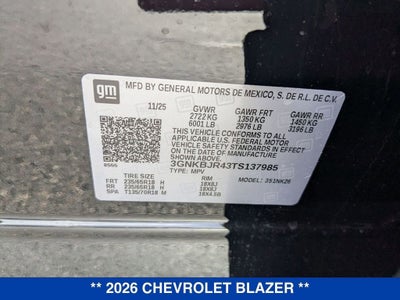 gm
MFD BY GENERAL MOTORS DE MEXICO, S. DE R.L. DE C.V.
11/25 GVWR GAWR FRT GAWR RR
2722 KG 1350 KG 1450 KG
6001 LB 2976 LB 3196 LB
THIS VEHICLE CONFORMS TO ALL
APPLICABLE U.S. FEDERAL MOTOR
VEHICLE SAFETY
STANDARDS IN EFFECT ON THE DATE OF
MANUFACTURE SHOWN ABOVE.
3GNKBJR43TS137985
TYPE: MPV MODEL: 351NK26
TIRE SIZE RIM
FRT 235/65R18 H 18X8J
RR 235/65R18 H 18X8J
SPA T135/70R18 M 18X4.5B
** 2026 CHEVROLET BLAZER **